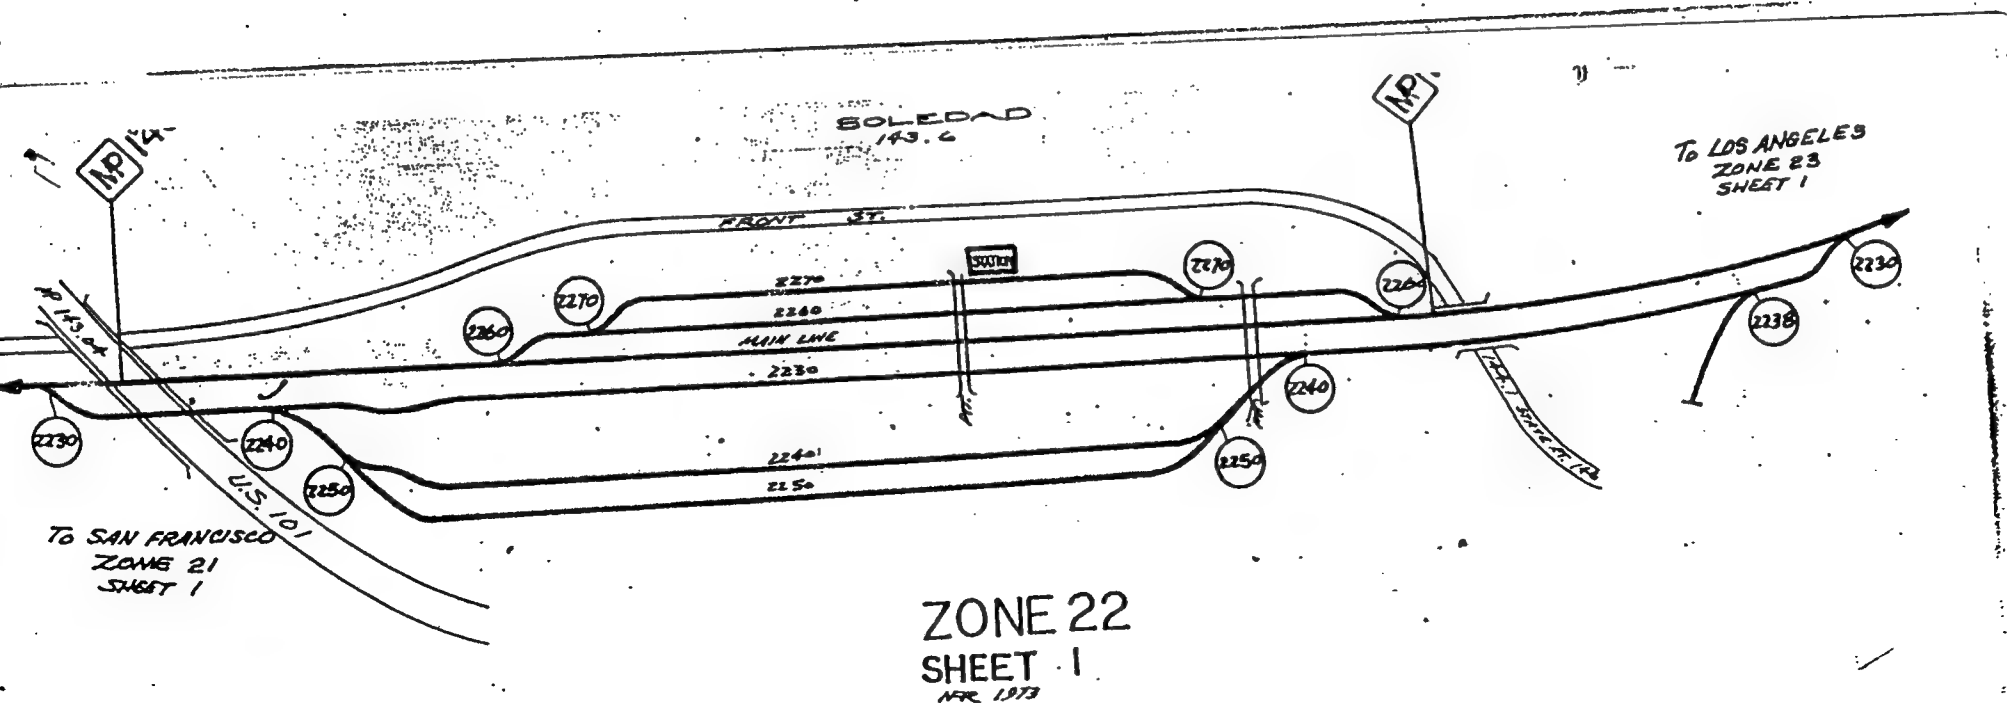 SOLEDAD
143.6
MP
MP
To LOS ANGELES
ZONE 23
SHEET 1
FRONT ST.
STATION
2270
2270
2270
2260
2260
2260
MAIN LINE
2230
2230
2230
2238
MP
143.04
2240
2240
2240
2250
2250
2250
U.S. 101
To SAN FRANCISCO
ZONE 21
SHEET 1
ZONE 22
SHEET 1
1973